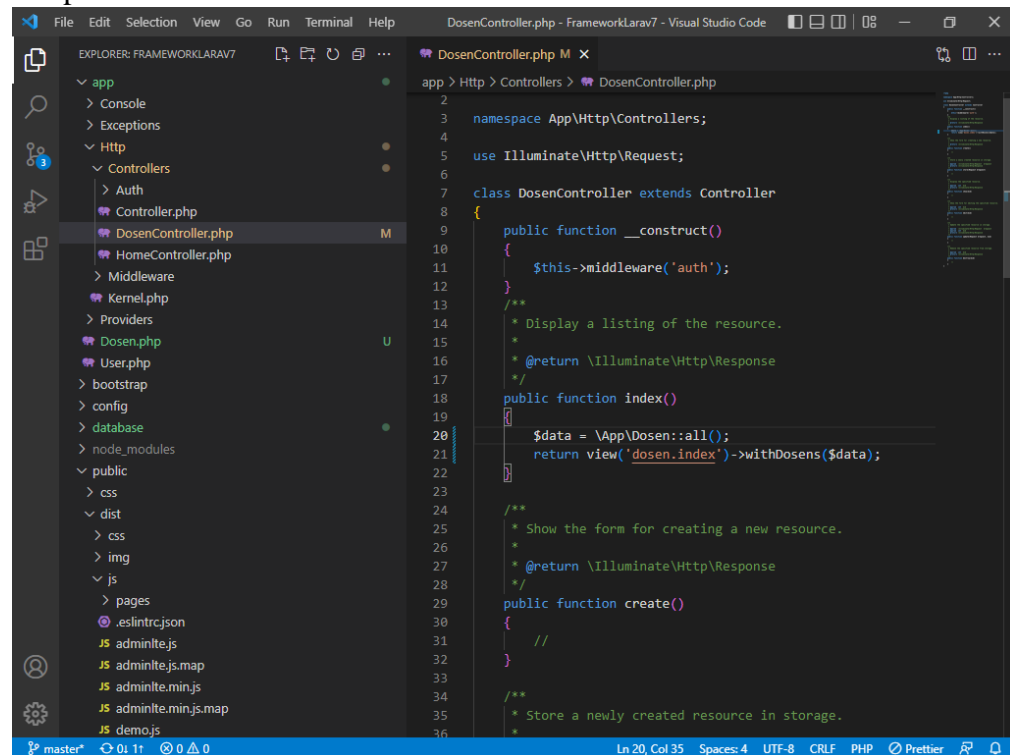 File Edit Selection View Go Run Terminal Help DosenController.php - FrameworkLarav7 - Visual Studio Code
EXPLORER: FRAMEWORKLARAV7
app
Console
Exceptions
Http
Controllers
Auth
Controller.php
DosenController.php M
HomeController.php
Middleware
Kernel.php
Providers
Dosen.php U
User.php
bootstrap
config
database
node_modules
public
css
dist
css
img
js
pages
.eslintrc.json
JS adminlte.js
JS adminlte.js.map
JS adminlte.min.js
JS adminlte.min.js.map
JS demo.js
3
DosenController.php M
app > Http > Controllers > DosenController.php
2
3 namespace App\Http\Controllers;
4
5 use Illuminate\Http\Request;
6
7 class DosenController extends Controller
8 {
9 public function __construct()
10 {
11 $this->middleware('auth');
12 }
13 /**
14 * Display a listing of the resource.
15 *
16 * @return \Illuminate\Http\Response
17 */
18 public function index()
19 {
20 $data = \App\Dosen::all();
21 return view('dosen.index')->withDosens($data);
22 }
23
24 /**
25 * Show the form for creating a new resource.
26 *
27 * @return \Illuminate\Http\Response
28 */
29 public function create()
30 {
31 //
32 }
33
34 /**
35 * Store a newly created resource in storage.
36 *
master* 0↓ 1↑ 0 0 Ln 20, Col 35 Spaces: 4 UTF-8 CRLF PHP Prettier